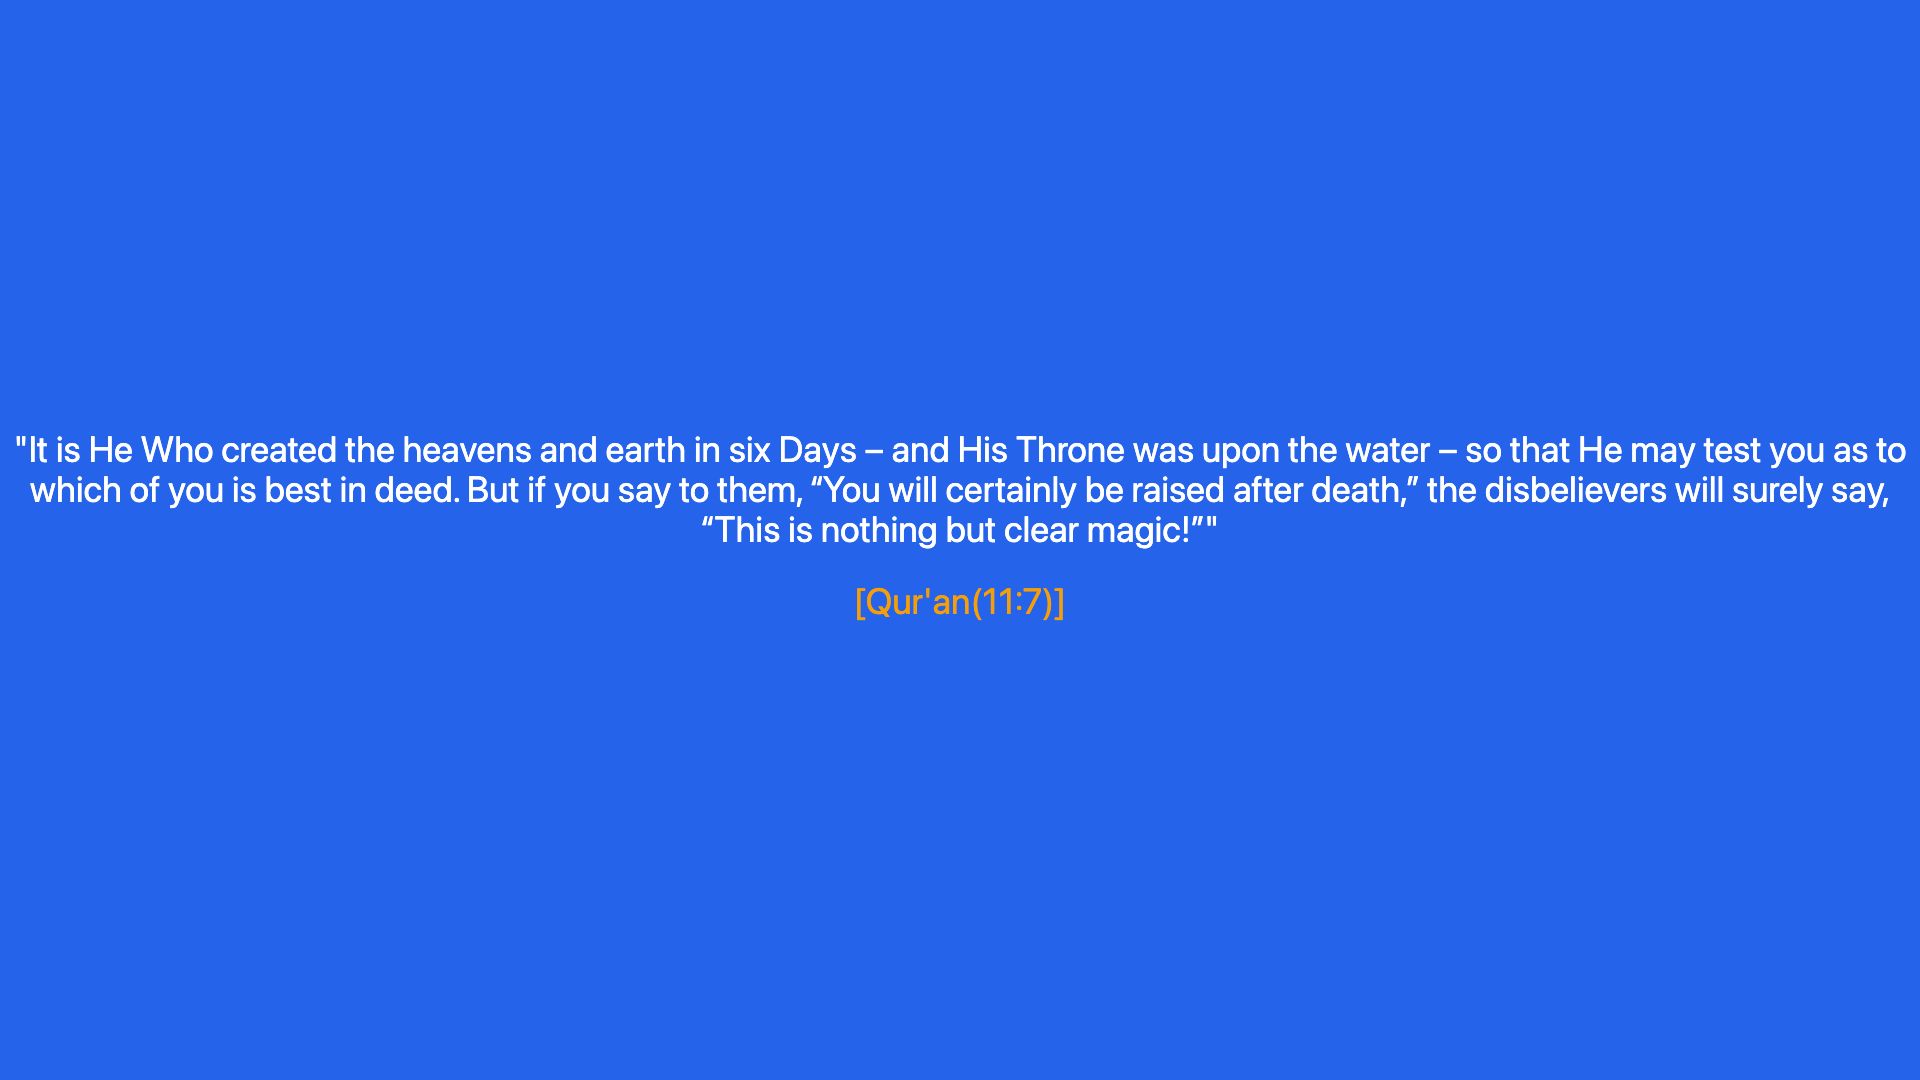 "It is He Who created the heavens and earth in six Days – and His Throne was upon the water – so that He may test you as to
which of you is best in deed. But if you say to them, “You will certainly be raised after death,” the disbelievers will surely say,
“This is nothing but clear magic!”"
[Qur'an(11:7)]